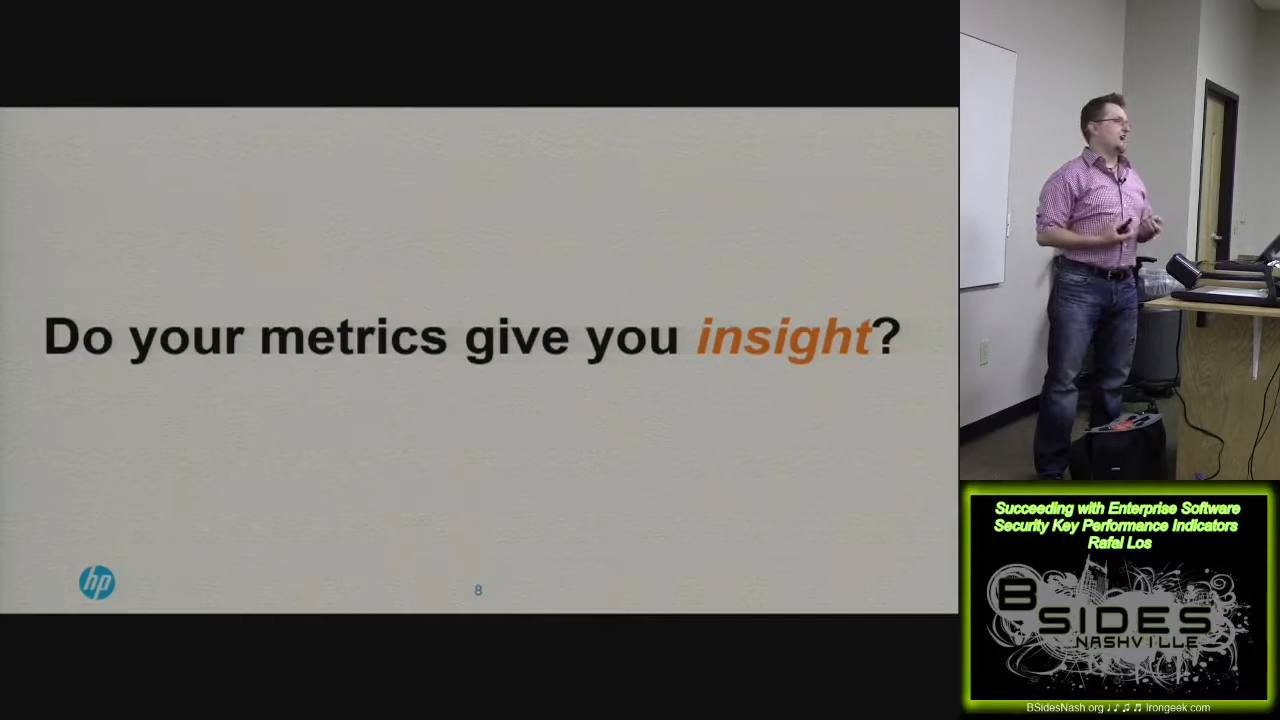 Do your metrics give you insight?
hp
8
Succeeding with Enterprise Software
Security Key Performance Indicators
Rafal Los
BSIDES
NASHVILLE
BSidesNash.org ♩♪♫♬ Irongeek.com